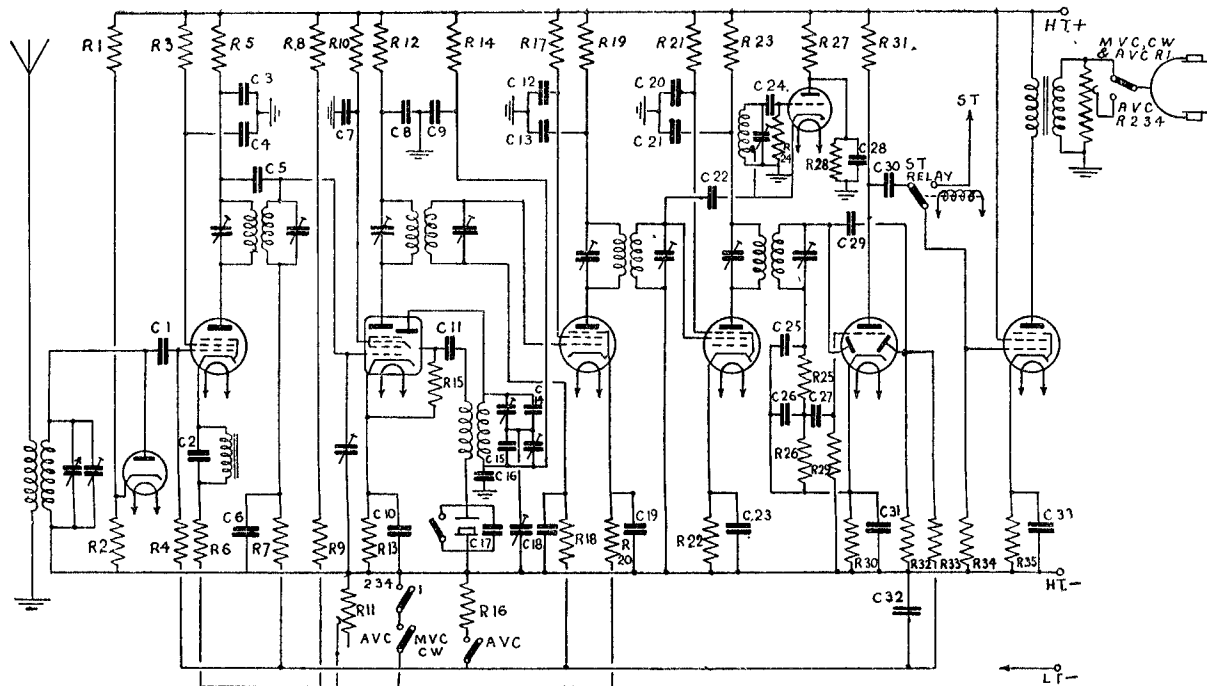 R1
R3
R5
R8
R10
R12
R14
R17
R19
R21
R23
R27
R31
HT+
MVC, CW
& AVC R1
AVC
R234
ST
C3
C4
C5
C7
C8
C9
C12
C13
C20
C21
C24
R24
R28
C28
C30
ST
RELAY
C22
C29
C1
C11
R15
C25
R25
C26
C27
R26
R29
C2
C15
C16
C6
C10
C17
C18
C19
C23
C31
C33
R2
R4
R6
R7
R9
R13
R18
R20
R22
R30
R32
R33
R34
R35
HT-
234
1
R11
R16
C32
AVC
MVC
CW
AVC
LT-